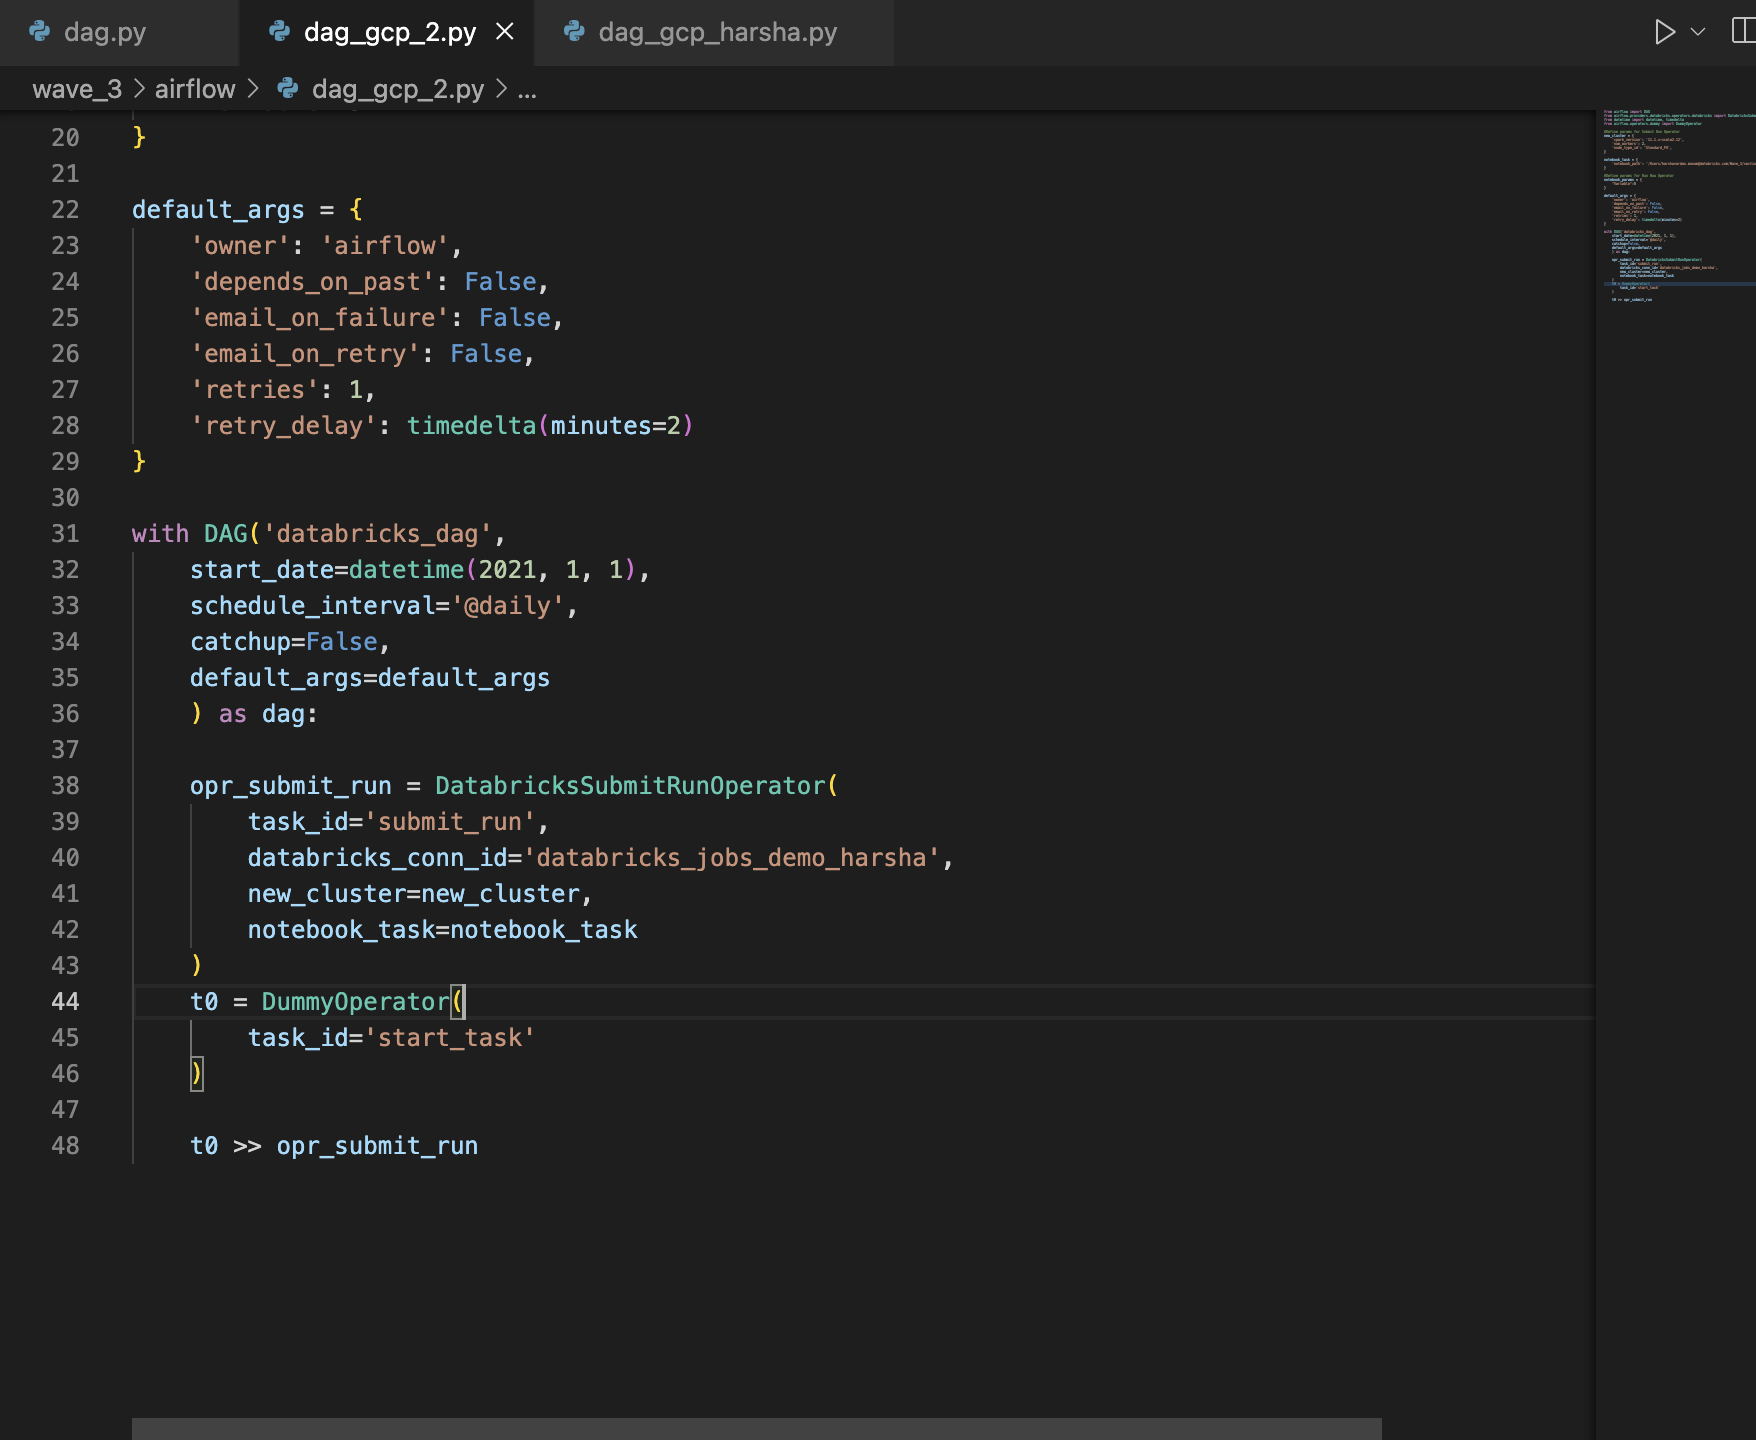 dag.py dag_gcp_2.py dag_gcp_harsha.py
wave_3 > airflow > dag_gcp_2.py > ...
20 }
21
22 default_args = {
23     'owner': 'airflow',
24     'depends_on_past': False,
25     'email_on_failure': False,
26     'email_on_retry': False,
27     'retries': 1,
28     'retry_delay': timedelta(minutes=2)
29 }
30
31 with DAG('databricks_dag',
32     start_date=datetime(2021, 1, 1),
33     schedule_interval='@daily',
34     catchup=False,
35     default_args=default_args
36     ) as dag:
37
38     opr_submit_run = DatabricksSubmitRunOperator(
39         task_id='submit_run',
40         databricks_conn_id='databricks_jobs_demo_harsha',
41         new_cluster=new_cluster,
42         notebook_task=notebook_task
43     )
44     t0 = DummyOperator(
45         task_id='start_task'
46     )
47
48     t0 >> opr_submit_run